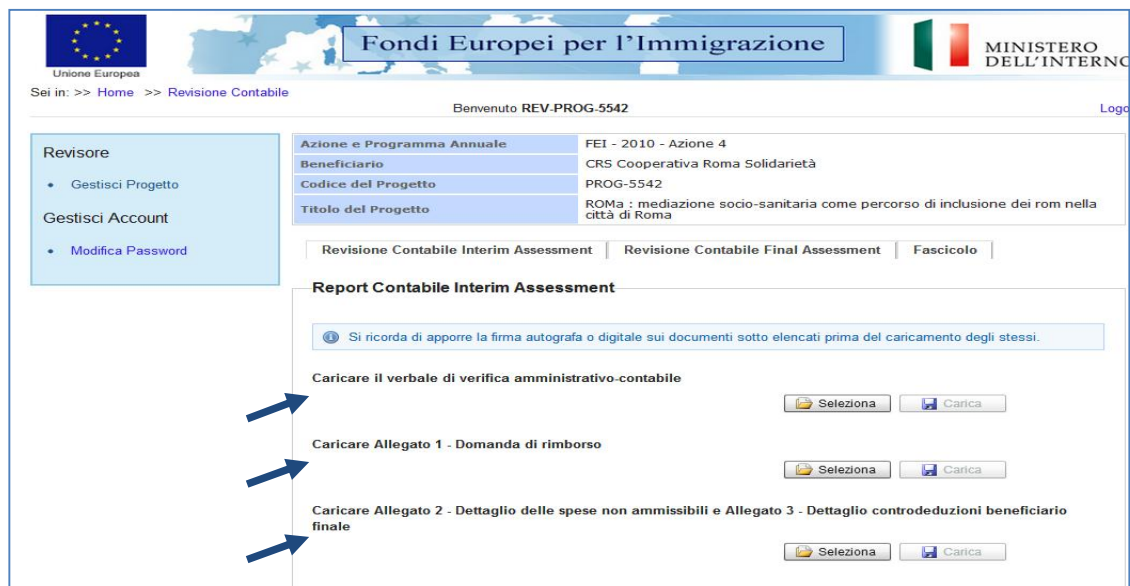 Fondi Europei per l'Immigrazione
MINISTERO
DELL'INTERNO
Unione Europea
Sei in: >> Home >> Revisione Contabile
Benvenuto REV-PROG-5542
Logo
Revisore
Gestisci Progetto
Gestisci Account
Modifica Password
Azione e Programma Annuale FEI - 2010 - Azione 4
Beneficiario CRS Cooperativa Roma Solidarietà
Codice del Progetto PROG-5542
Titolo del Progetto ROMa : mediazione socio-sanitaria come percorso di inclusione dei rom nella
città di Roma
Revisione Contabile Interim Assessment Revisione Contabile Final Assessment Fascicolo
Report Contabile Interim Assessment
Si ricorda di apporre la firma autografa o digitale sui documenti sotto elencati prima del caricamento degli stessi.
Caricare il verbale di verifica amministrativo-contabile
Seleziona Carica
Caricare Allegato 1 - Domanda di rimborso
Seleziona Carica
Caricare Allegato 2 - Dettaglio delle spese non ammissibili e Allegato 3 - Dettaglio controdeduzioni beneficiario
finale
Seleziona Carica